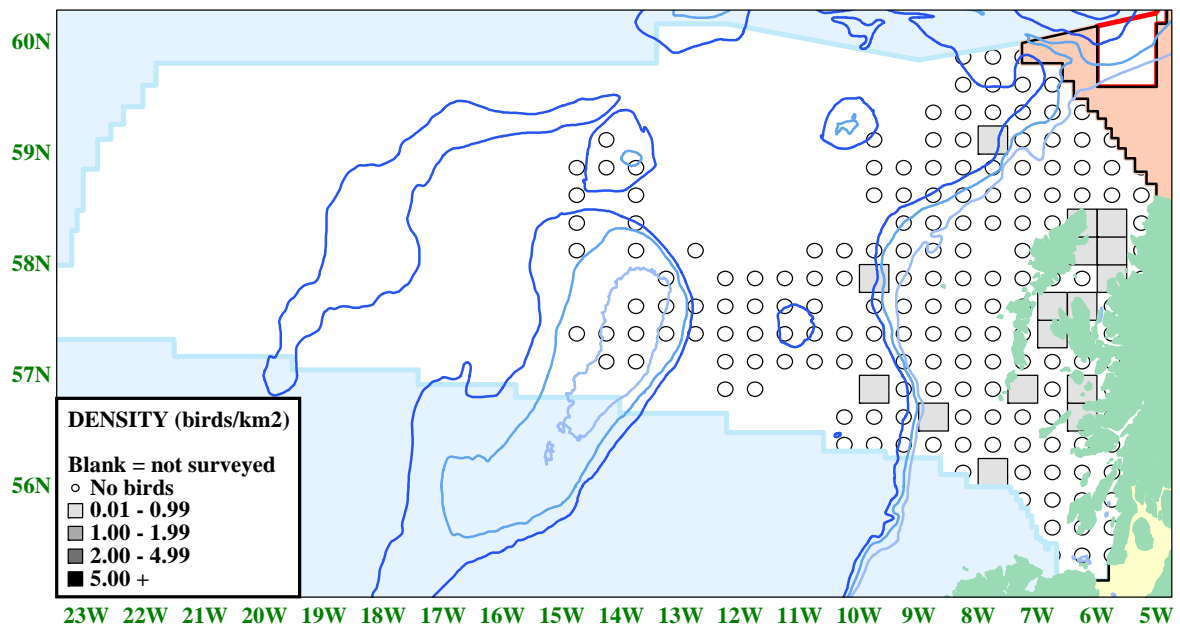 60N
59N
58N
57N
56N
DENSITY (birds/km2)
Blank = not surveyed
No birds
0.01 - 0.99
1.00 - 1.99
2.00 - 4.99
5.00 +
23W 22W 21W 20W 19W 18W 17W 16W 15W 14W 13W 12W 11W 10W 9W 8W 7W 6W 5W